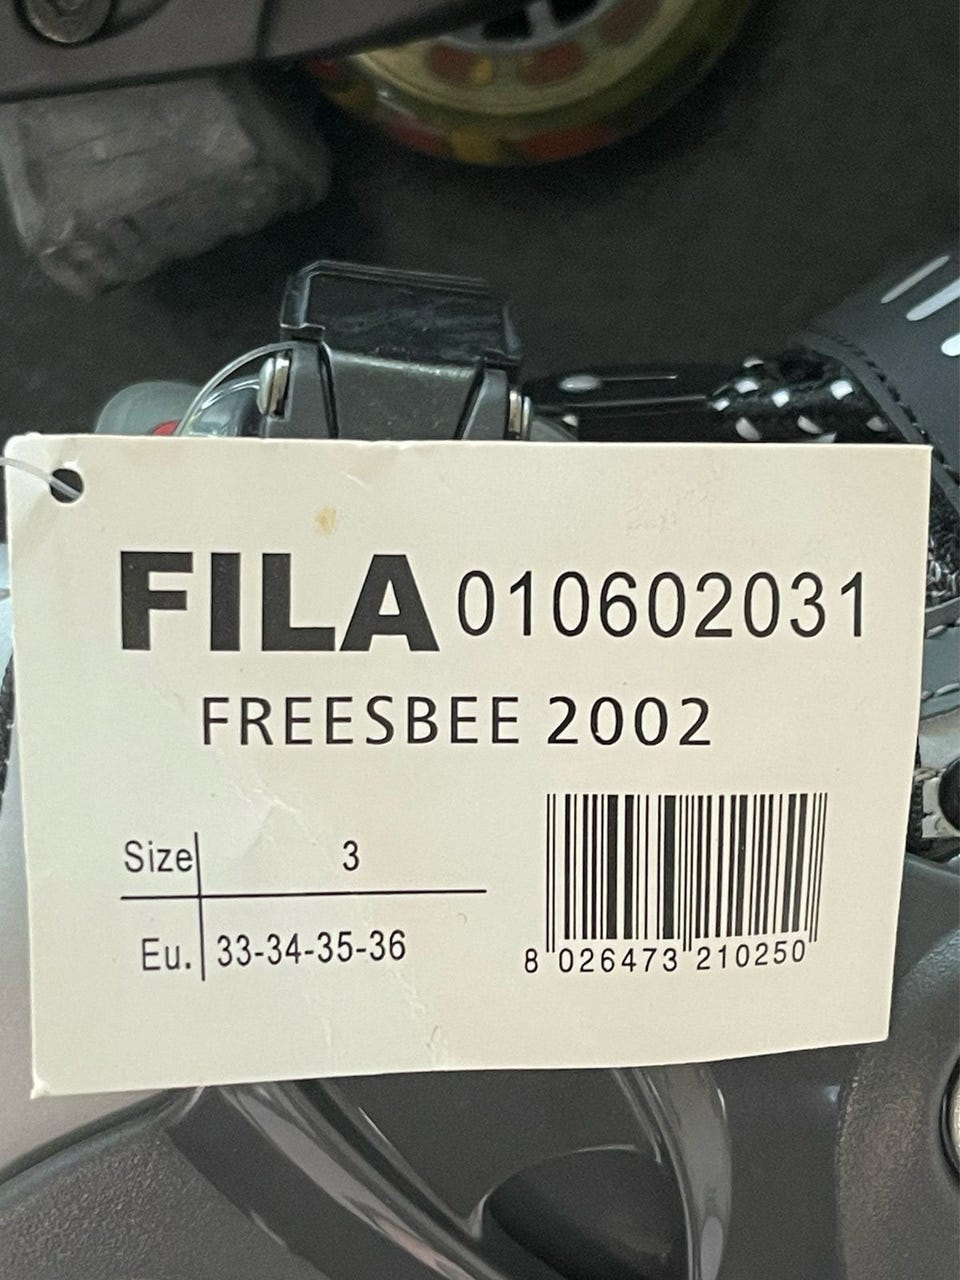 FILA 010602031
FREESBEE 2002
Size 3
Eu. 33-34-35-36
8 026473 210250